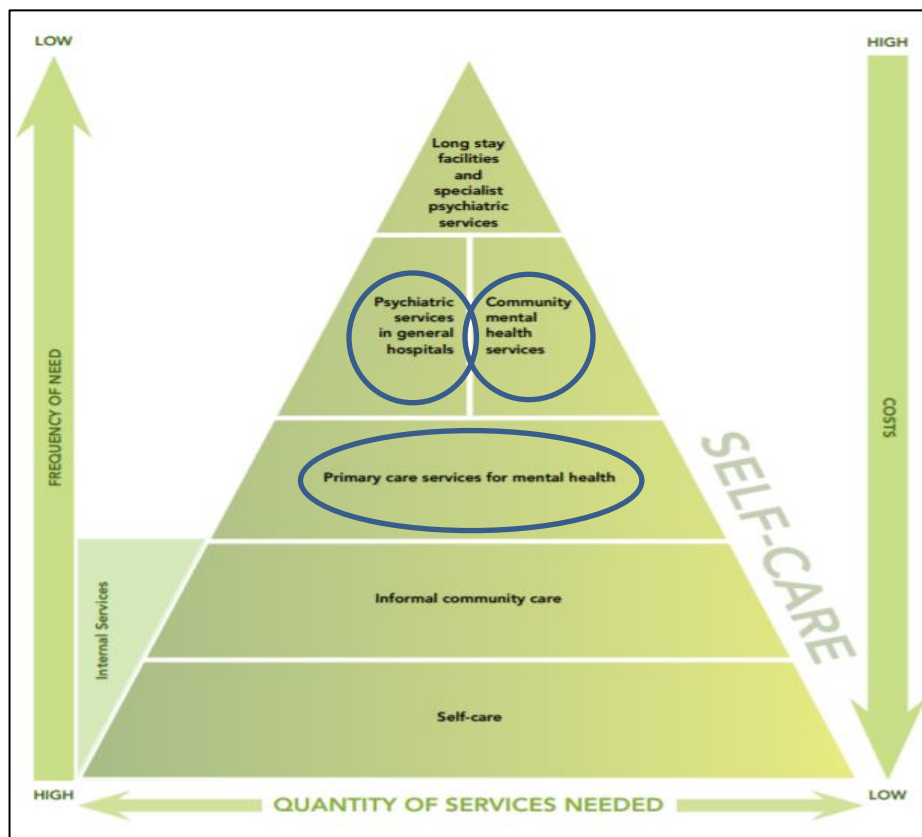 LOW
HIGH
Long stay
facilities
and
specialist
psychiatric
services
Psychiatric
services
in general
hospitals
Community
mental
health
services
FREQUENCY OF NEED
COSTS
SELF-CARE
Primary care services for mental health
Internal Services
Informal community care
Self-care
HIGH
QUANTITY OF SERVICES NEEDED
LOW